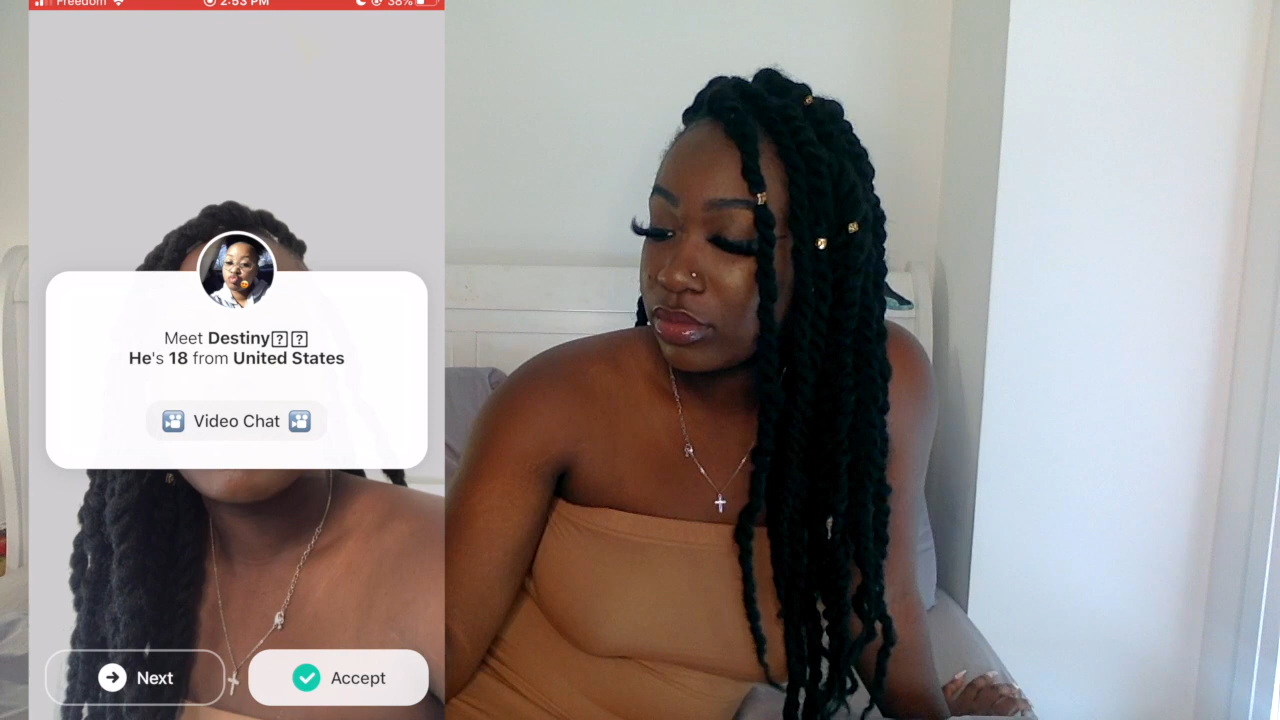 Freedom 2:53 PM 38%
Meet Destiny
He's 18 from United States
Video Chat
Next
Accept